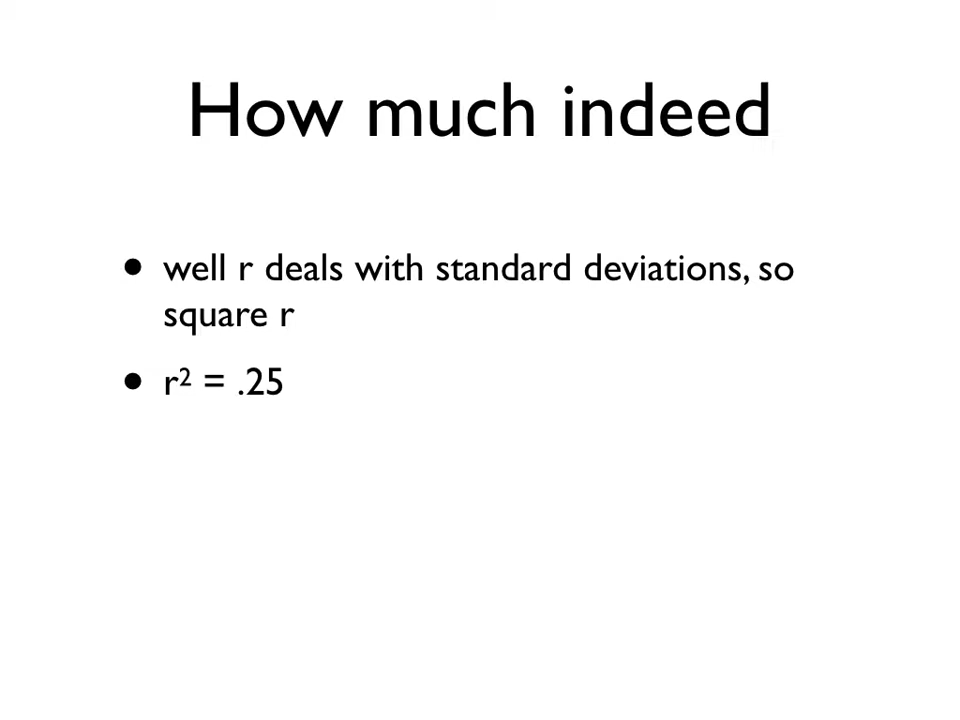 How much indeed
• well r deals with standard deviations, so
square r
• r² = .25